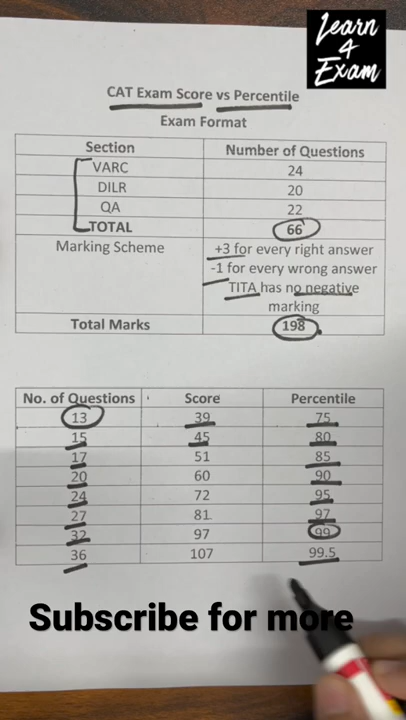 Learn
4
Exam
CAT Exam Score vs Percentile
Exam Format
Section Number of Questions
VARC 24
DILR 20
QA 22
TOTAL 66
Marking Scheme +3 for every right answer
-1 for every wrong answer
TITA has no negative
marking
Total Marks 198
No. of Questions Score Percentile
13 39 75
15 45 80
17 51 85
20 60 90
24 72 95
27 81 97
32 97 99
36 107 99.5
Subscribe for more